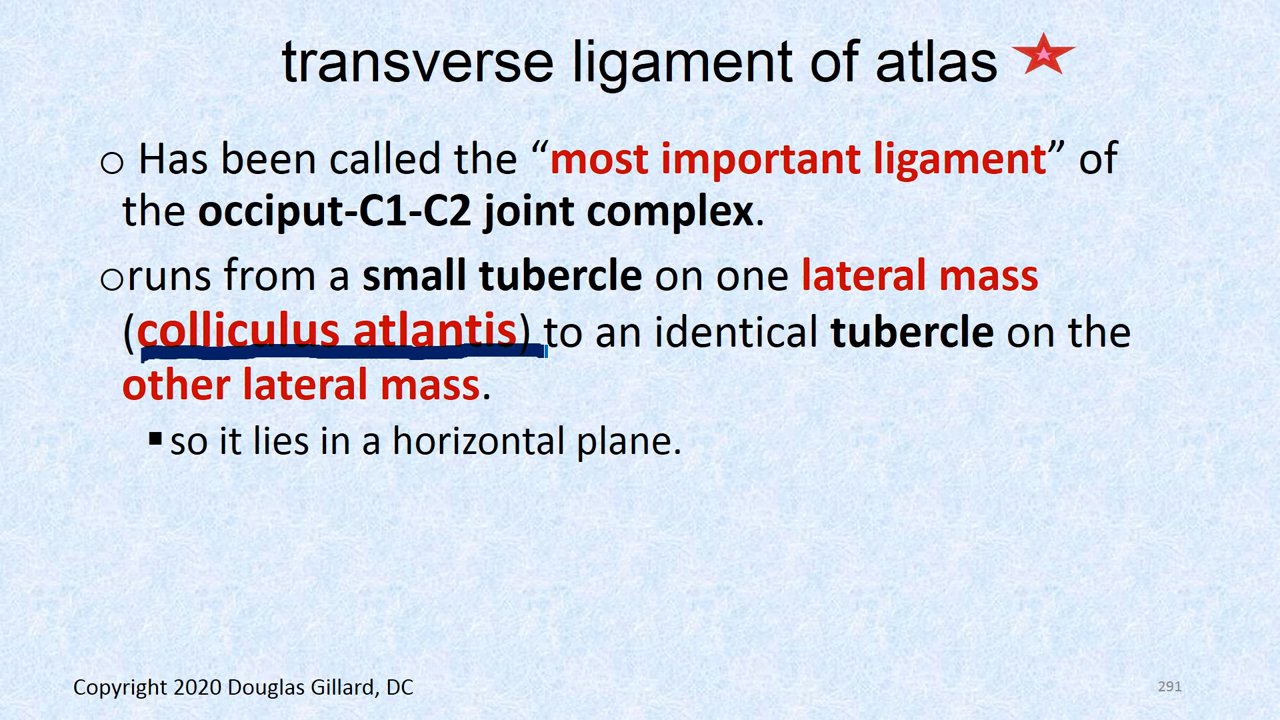 transverse ligament of atlas
○ Has been called the “most important ligament” of
the occiput-C1-C2 joint complex.
○runs from a small tubercle on one lateral mass
(colliculus atlantis) to an identical tubercle on the
other lateral mass.
▪so it lies in a horizontal plane.
Copyright 2020 Douglas Gillard, DC
291